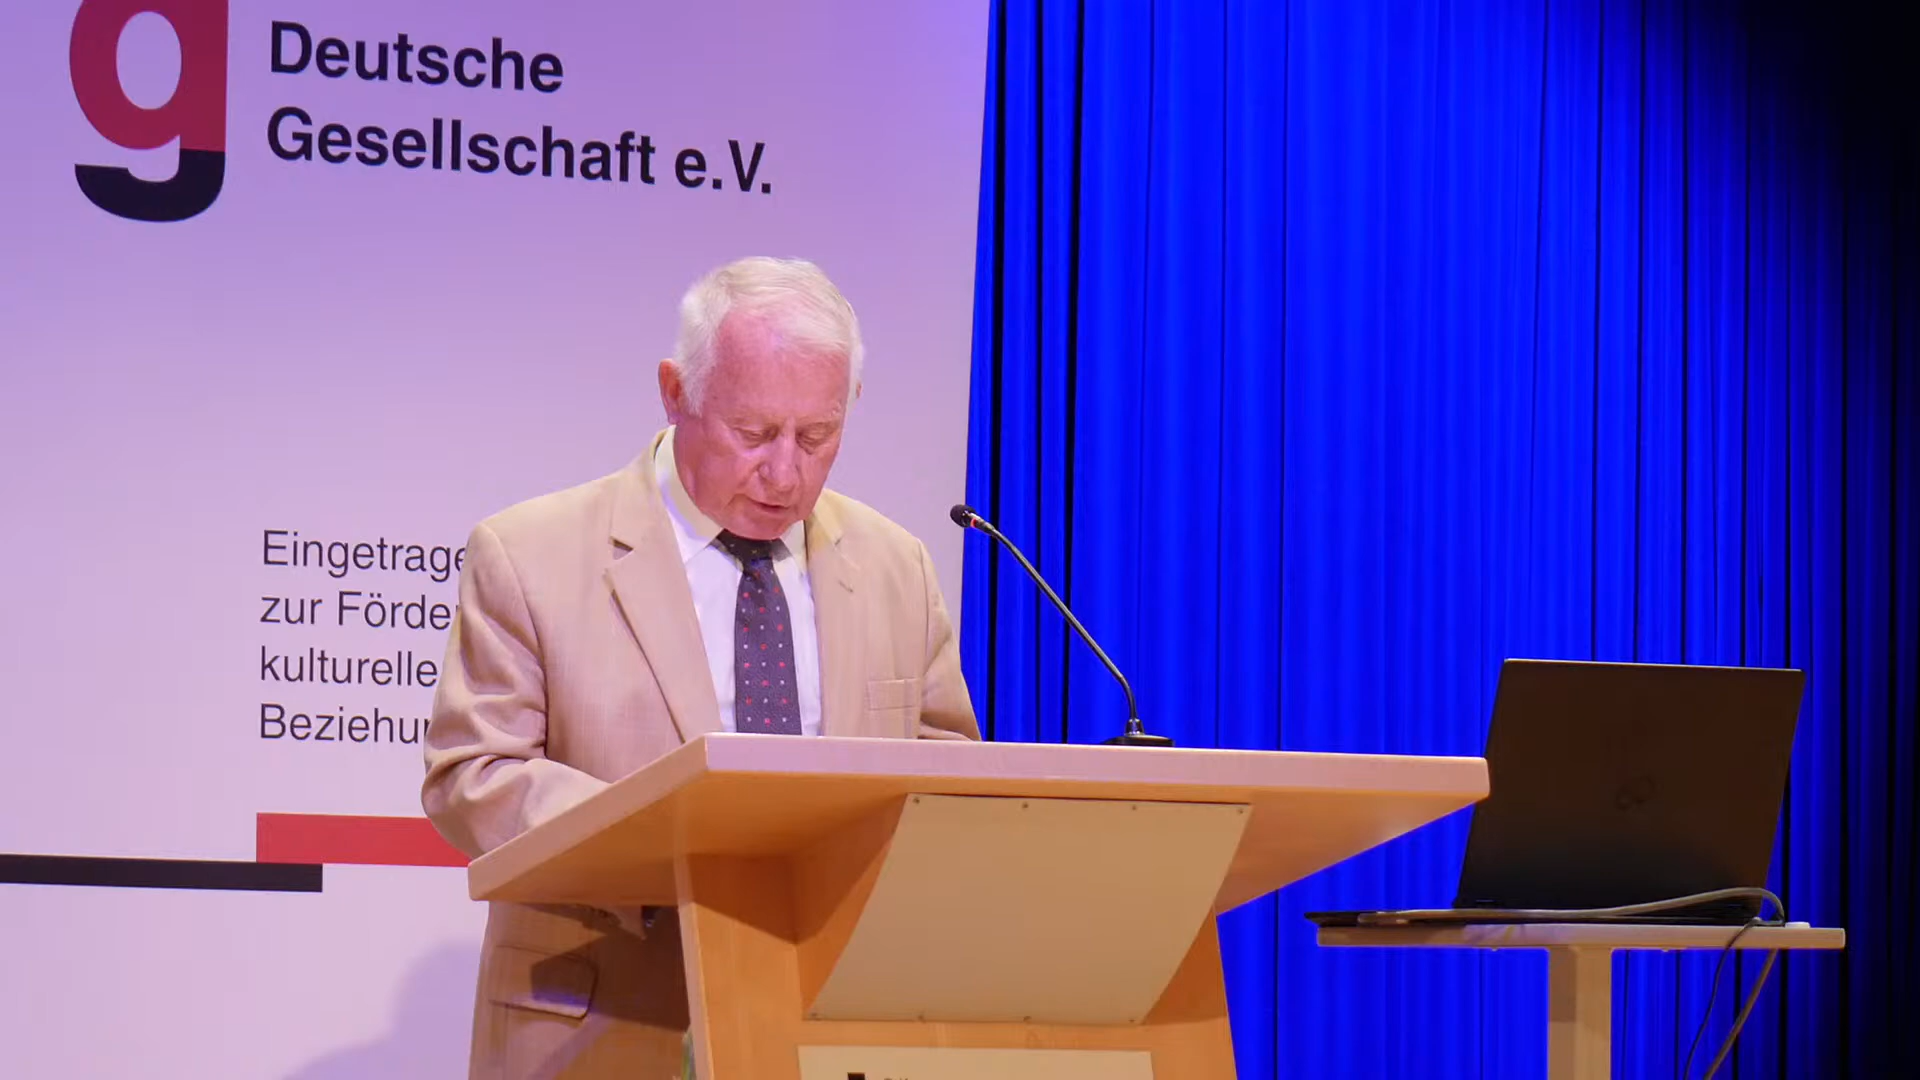 g Deutsche
Gesellschaft e.V.
Eingetrage
zur Förde
kulturelle
Beziehu